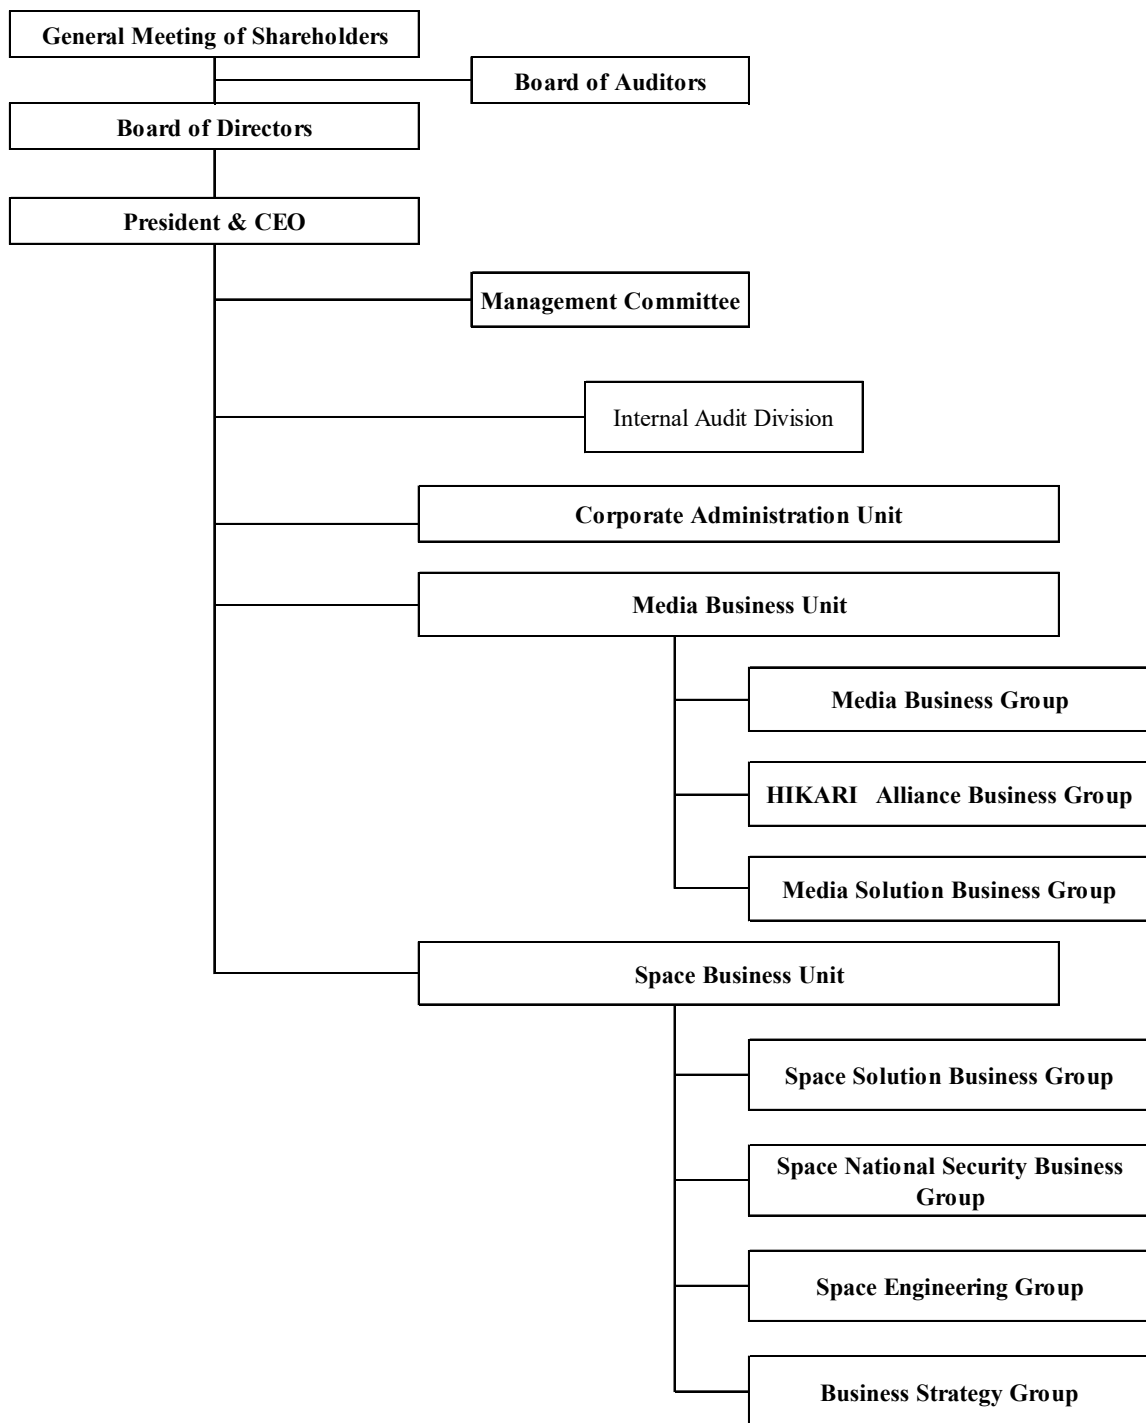 General Meeting of Shareholders
Board of Auditors
Board of Directors
President & CEO
Management Committee
Internal Audit Division
Corporate Administration Unit
Media Business Unit
Media Business Group
HIKARI Alliance Business Group
Media Solution Business Group
Space Business Unit
Space Solution Business Group
Space National Security Business
Group
Space Engineering Group
Business Strategy Group